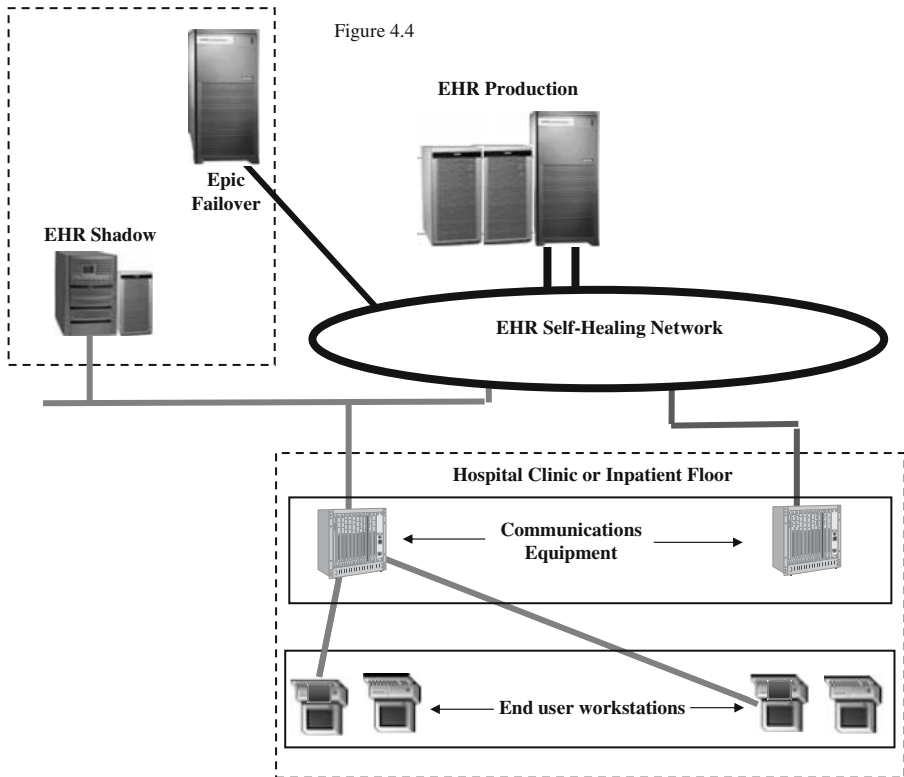 Figure 4.4
EHR Production
Epic
Failover
EHR Shadow
EHR Self-Healing Network
Hospital Clinic or Inpatient Floor
Communications
Equipment
End user workstations